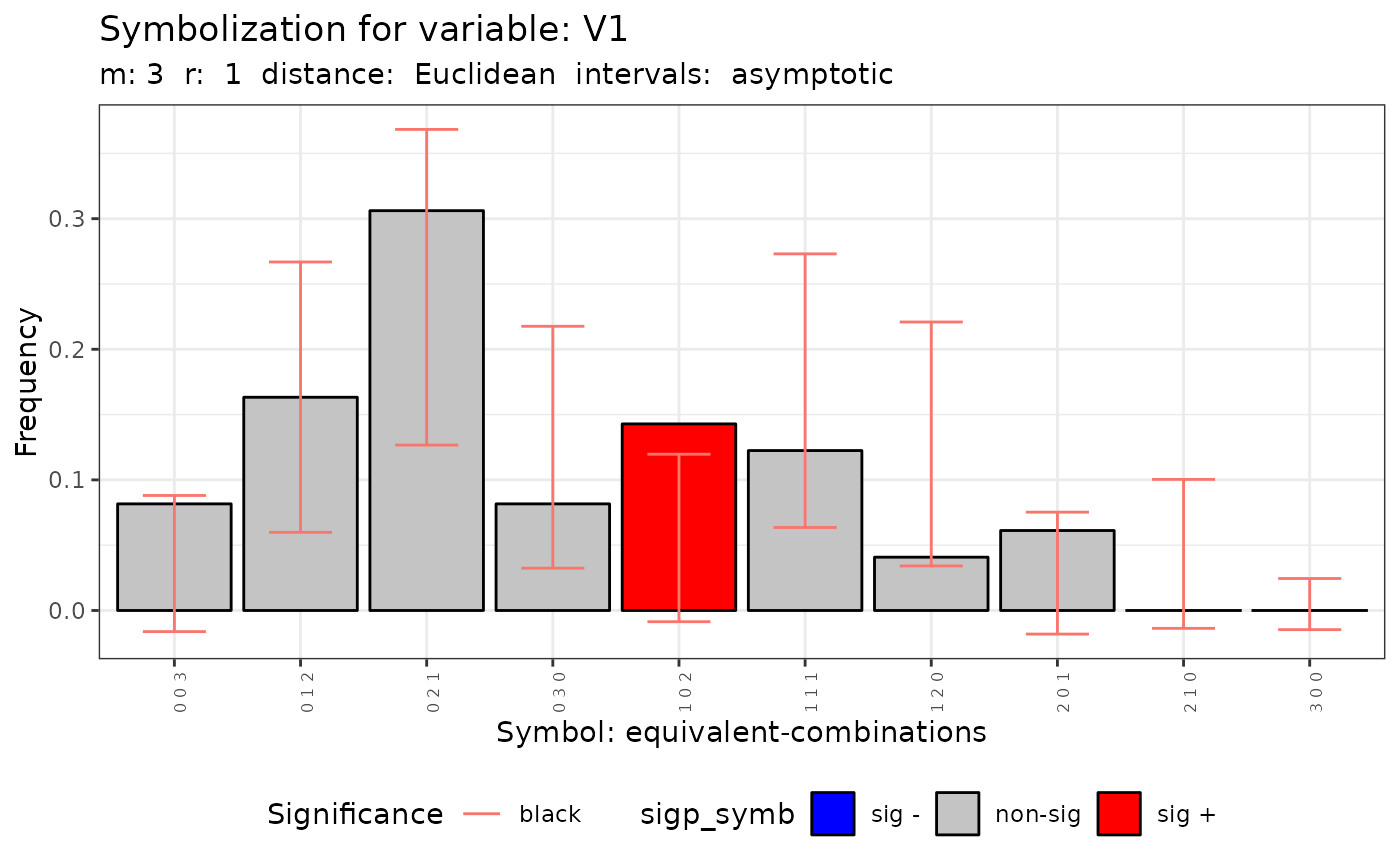 Symbolization for variable: V1
m: 3 r: 1 distance: Euclidean intervals: asymptotic
Frequency
0.3
0.2
0.1
0.0
0 0 3
0 1 2
0 2 1
0 3 0
1 0 2
1 1 1
1 2 0
2 0 1
2 1 0
3 0 0
Symbol: equivalent-combinations
Significance black sigp_symb sig - non-sig sig +